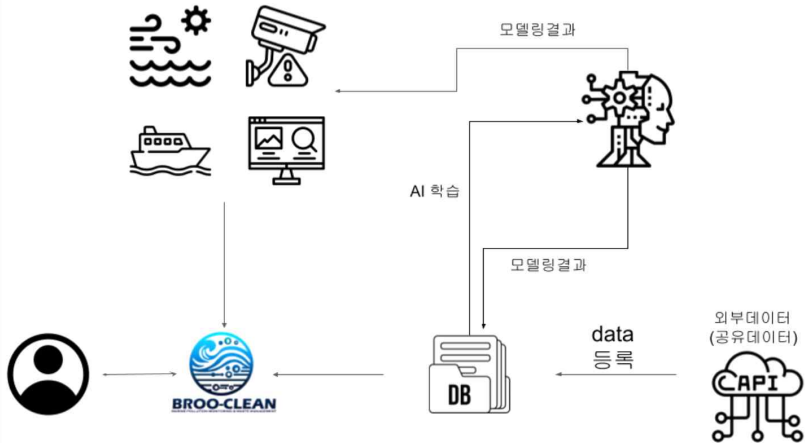 모델링결과
AI 학습
모델링결과
외부데이터
(공유데이터)
data
등록
API
DB
BROO-CLEAN